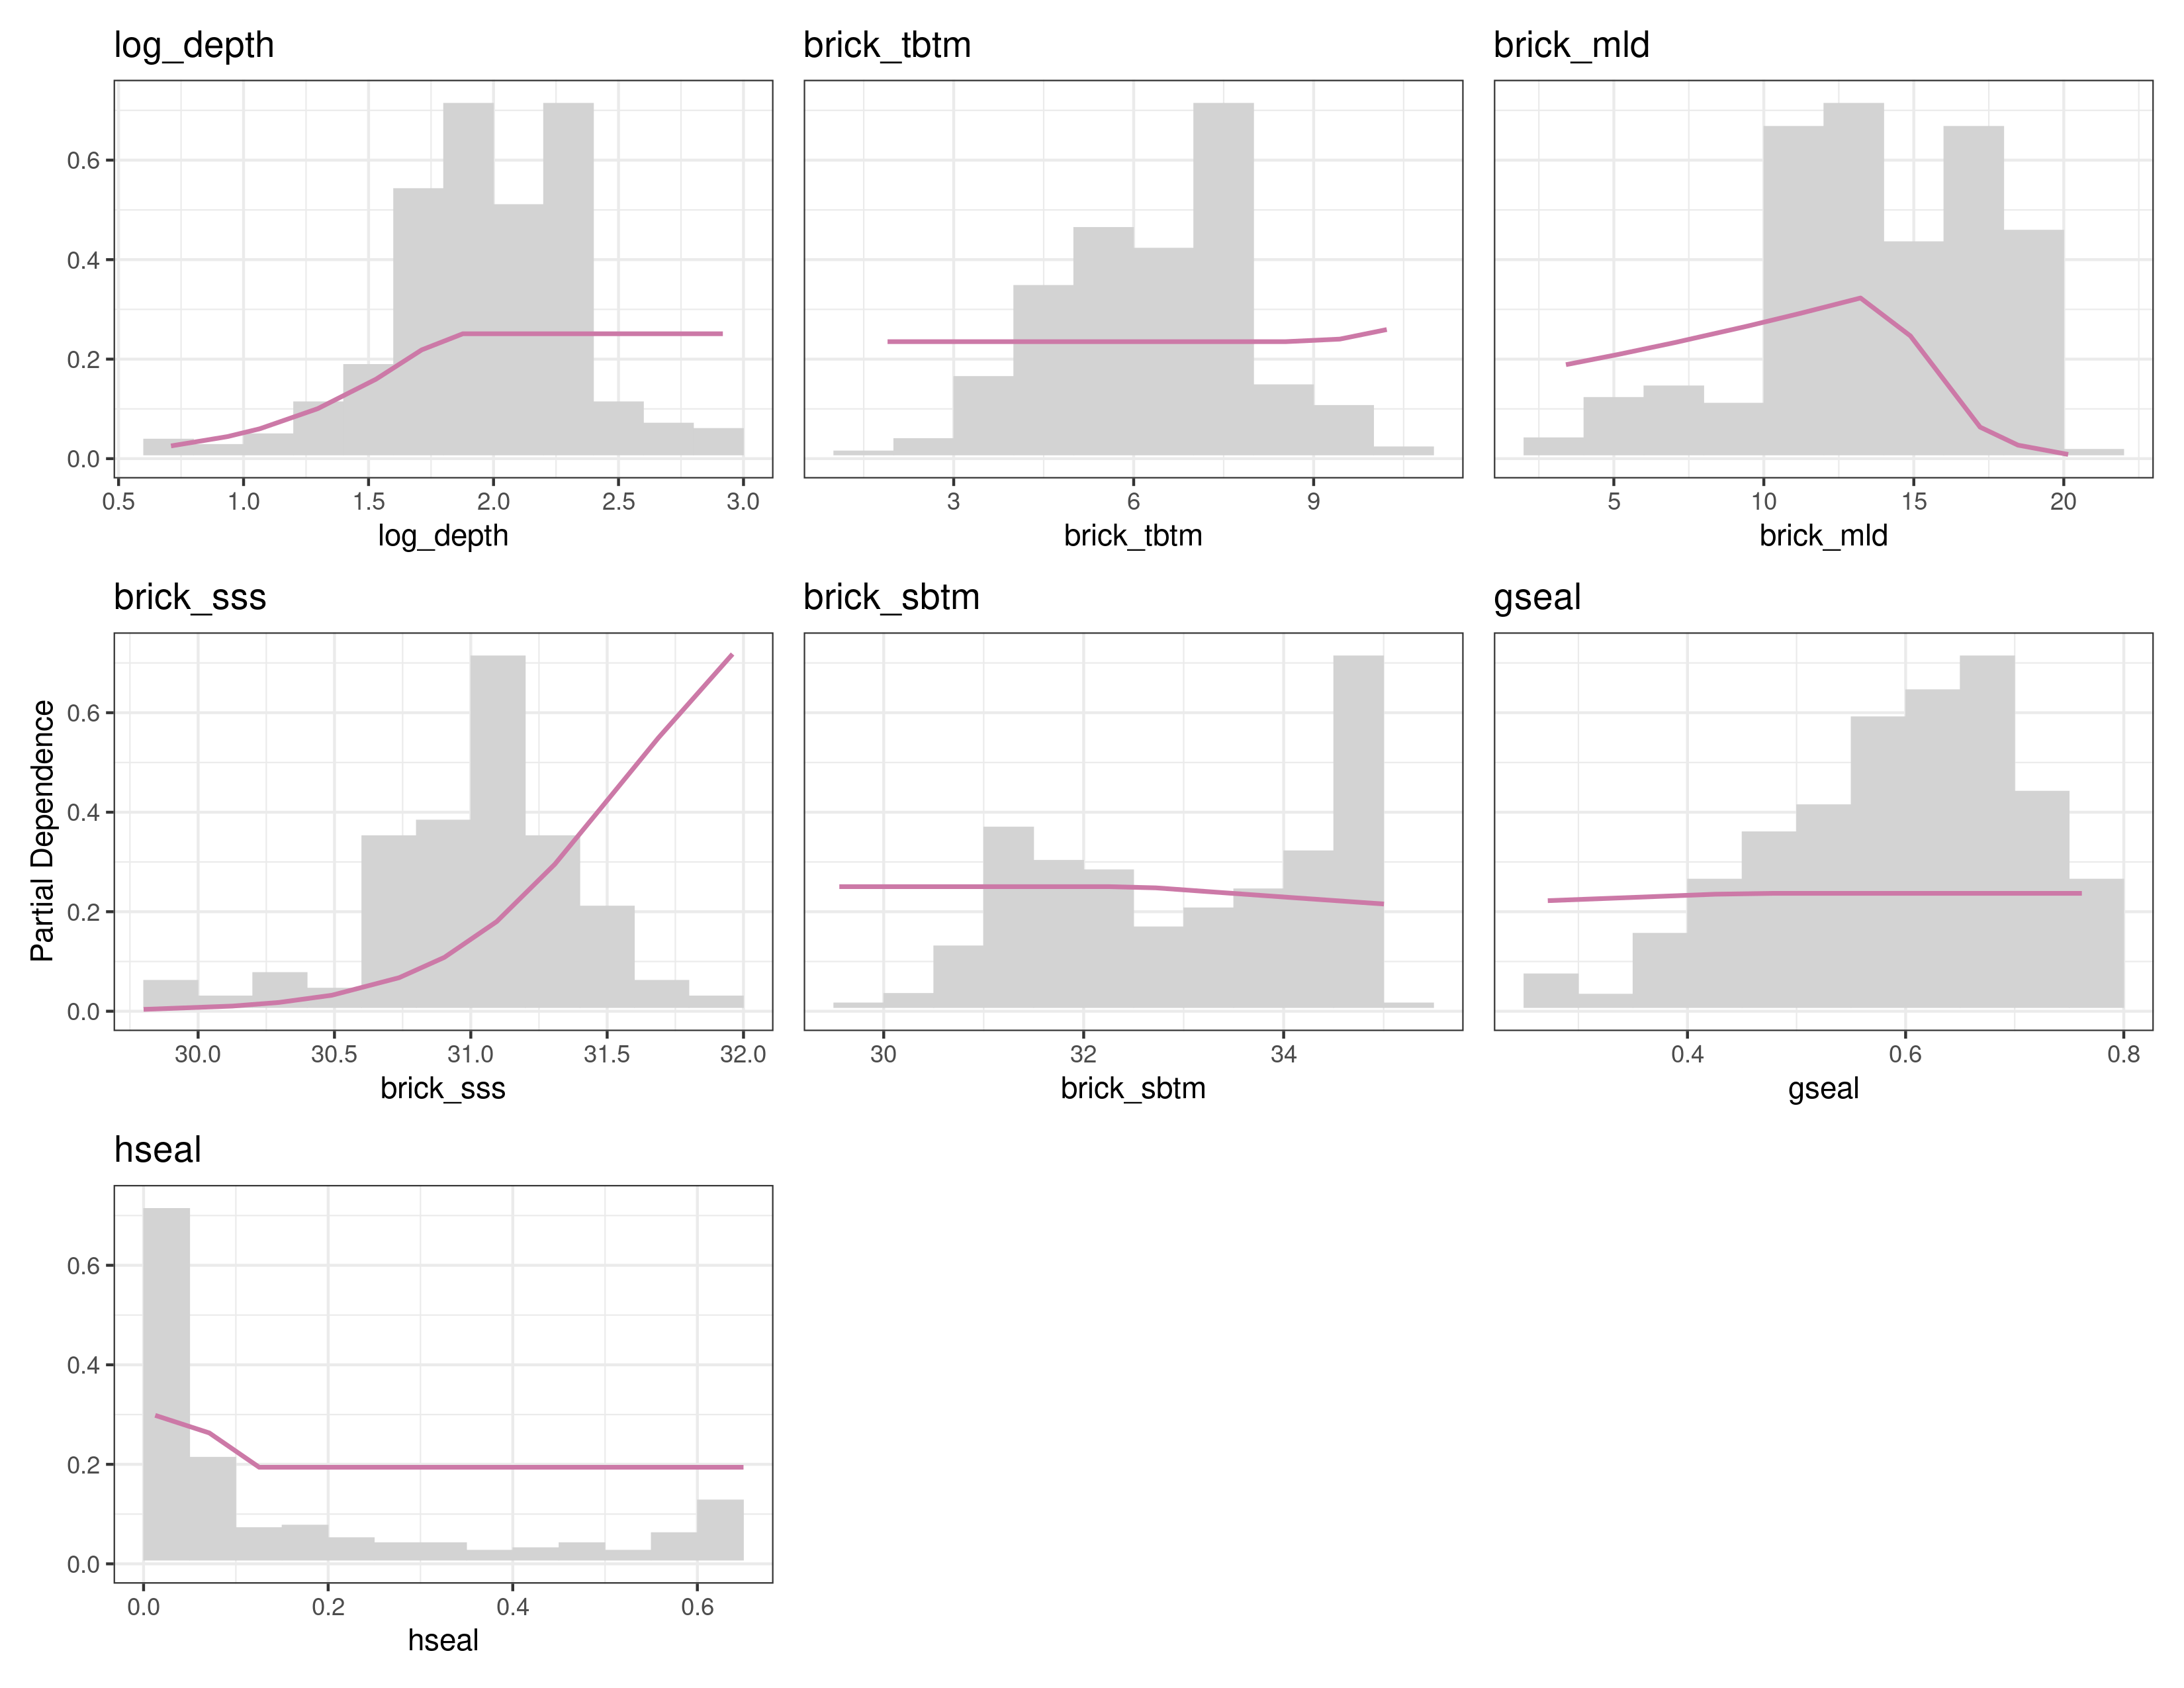 log_depth
brick_tbtm
brick_mld
0.6
0.4
0.2
0.0
0.5 1.0 1.5 2.0 2.5 3.0
3 6 9
5 10 15 20
log_depth
brick_tbtm
brick_mld
brick_sss
brick_sbtm
gseal
Partial Dependence
0.6
0.4
0.2
0.0
30.0 30.5 31.0 31.5 32.0
30 32 34
0.4 0.6 0.8
brick_sss
brick_sbtm
gseal
hseal
0.6
0.4
0.2
0.0
0.0 0.2 0.4 0.6
hseal